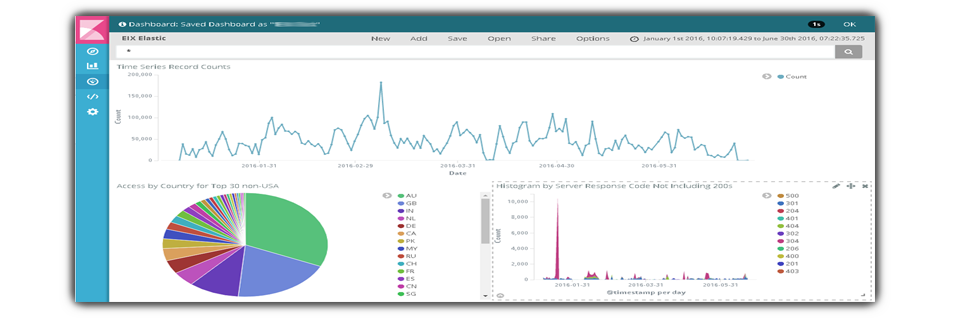 Dashboard: Saved Dashboard as "
1s OK
EIX Elastic New Add Save Open Share Options January 1st 2016, 10:07:19.429 to June 30th 2016, 07:22:35.725
*
Time Series Record Counts
200,000
150,000
100,000
50,000
0
Count
2016-01-31 2016-02-29 2016-03-31 2016-04-30 2016-05-31
Date
Count
Access by Country for Top 30 non-USA
AU
GB
IN
NL
DE
CA
PK
MY
RU
CH
FR
ES
CN
SG
Histogram by Server Response Code Not Including 200s
10,000
8,000
6,000
4,000
2,000
0
Count
2016-01-31 2016-03-31 2016-05-31
@timestamp per day
500
301
204
401
404
302
304
206
400
201
403